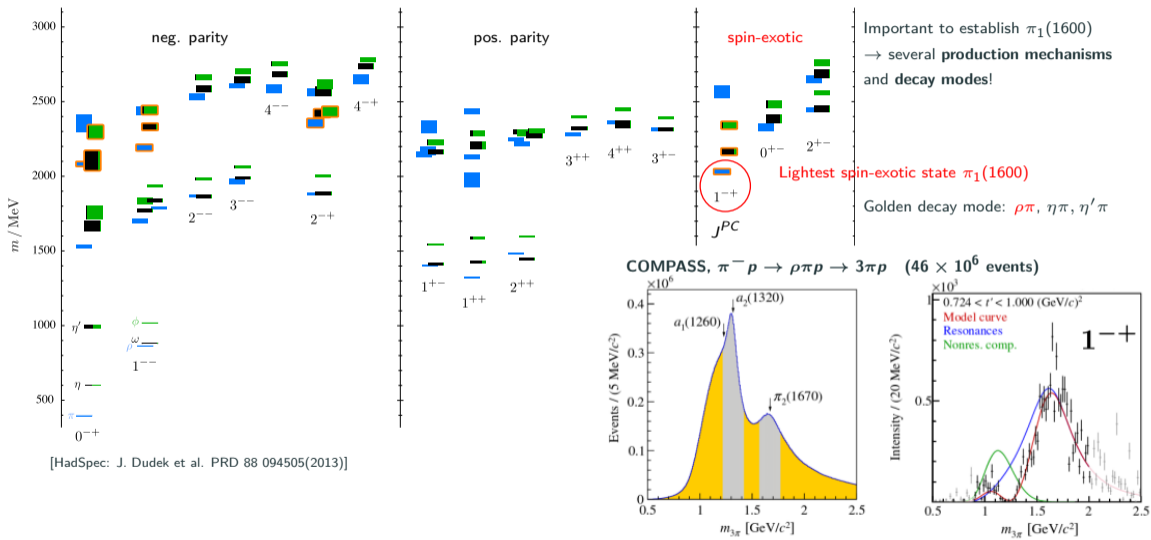 neg. parity
pos. parity
spin-exotic
m / MeV
3000
2500
2000
1500
1000
500
4⁻⁻
4⁻⁺
2⁻⁻
3⁻⁻
2⁻⁺
η′
ϕ
ω
ρ
1⁻⁻
η
π
0⁻⁺
3⁺⁺
4⁺⁺
3⁺⁻
1⁺⁻
1⁺⁺
2⁺⁺
0⁺⁻
2⁺⁻
1⁻⁺
J^PC
[HadSpec: J. Dudek et al. PRD 88 094505(2013)]
Important to establish π₁(1600)
→ several production mechanisms
and decay modes!
Lightest spin-exotic state π₁(1600)
Golden decay mode: ρπ, ηπ, η′π
COMPASS, π⁻p → ρπp → 3πp (46 × 10⁶ events)
×10⁶
Events / (5 MeV/c²)
0.4
0.3
0.2
0.1
0
a₁(1260)
a₂(1320)
π₂(1670)
0.5 1 1.5 2 2.5
m₃π [GeV/c²]
×10³
Intensity / (20 MeV/c²)
1
0.5
0
0.724 < t′ < 1.000 (GeV/c)²
Model curve
Resonances
Nonres. comp.
1⁻⁺
0.5 1 1.5 2 2.5
m₃π [GeV/c²]